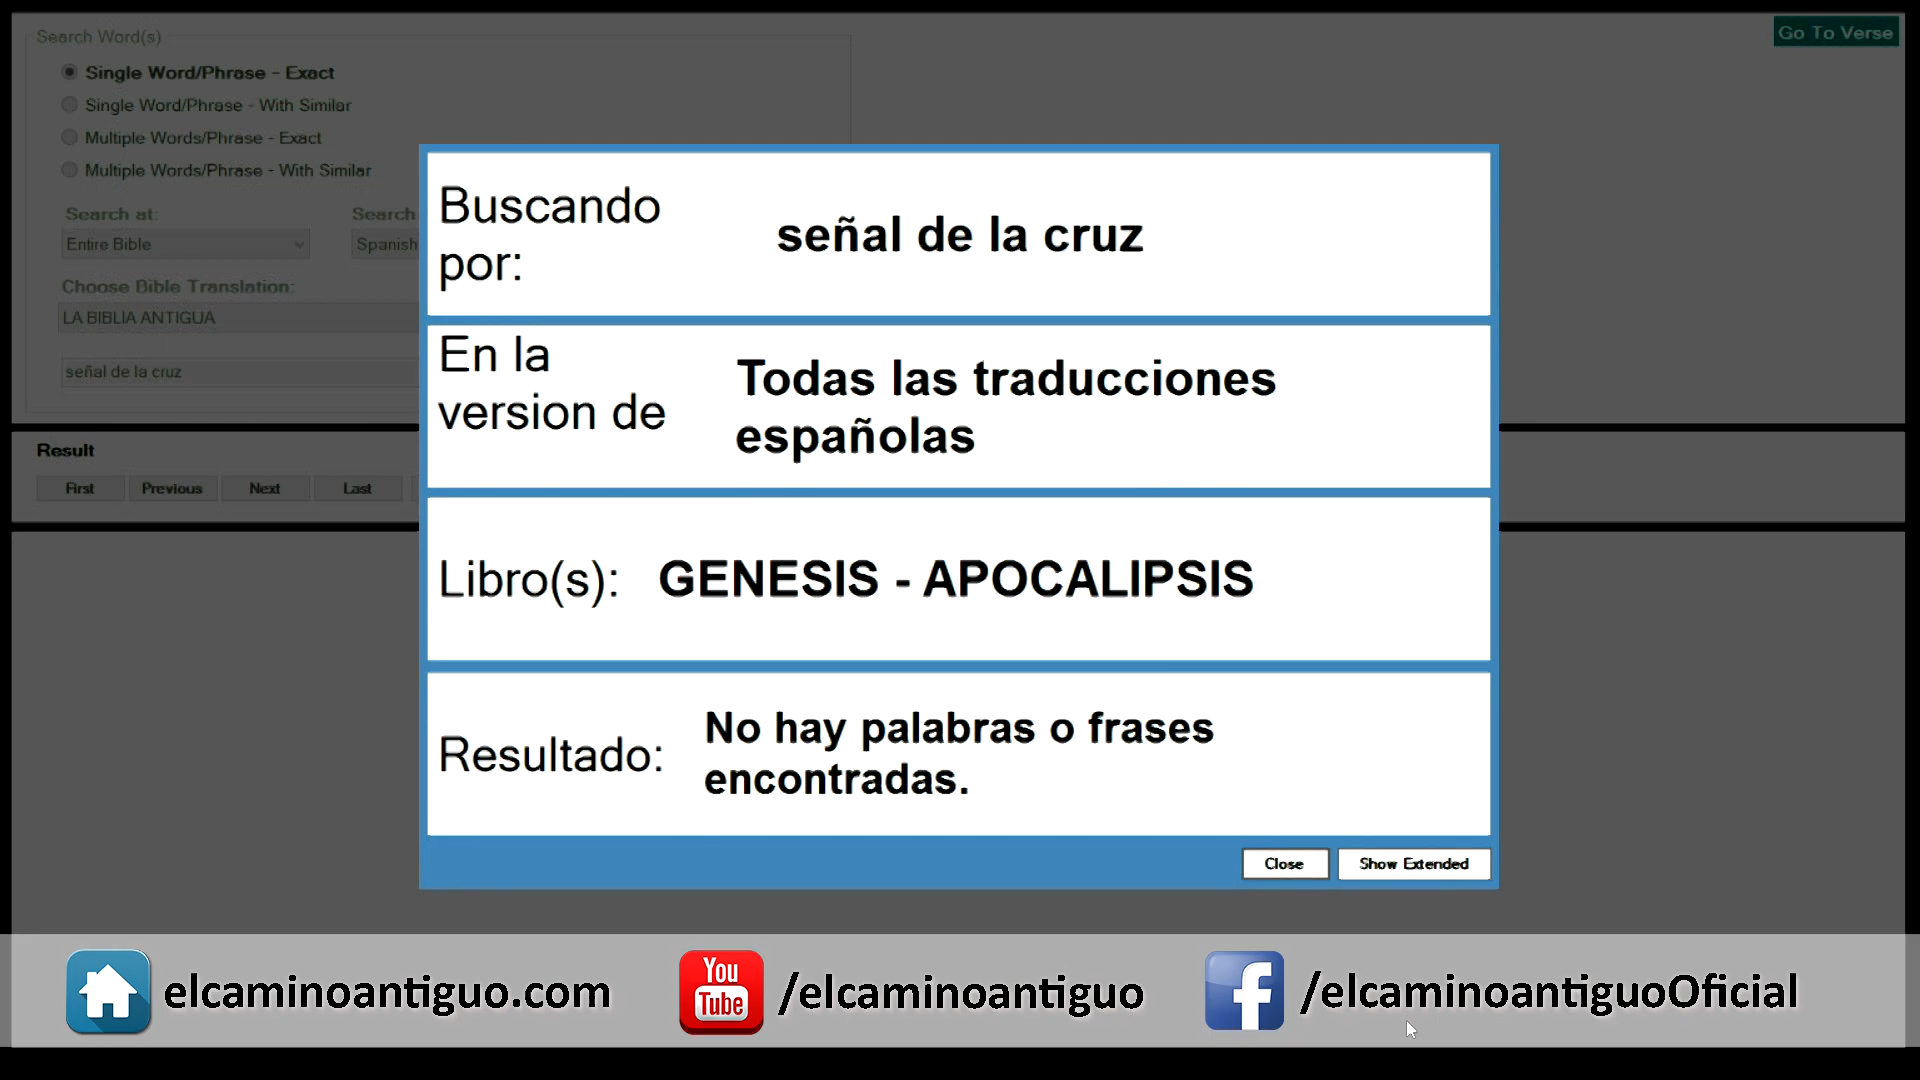 Search Word(s)
Go To Verse
Single Word/Phrase - Exact
Single Word/Phrase - With Similar
Multiple Words/Phrase - Exact
Multiple Words/Phrase - With Similar
Search at:
Search
Entire Bible
Spanish
Choose Bible Translation:
LA BIBLIA ANTIGUA
señal de la cruz
Result
First
Previous
Next
Last
Buscando
por:
señal de la cruz
En la
version de
Todas las traducciones
españolas
Libro(s):
GENESIS - APOCALIPSIS
Resultado:
No hay palabras o frases
encontradas.
Close
Show Extended
elcaminoantiguo.com
You
Tube
/elcaminoantiguo
f
/elcaminoantiguoOficial